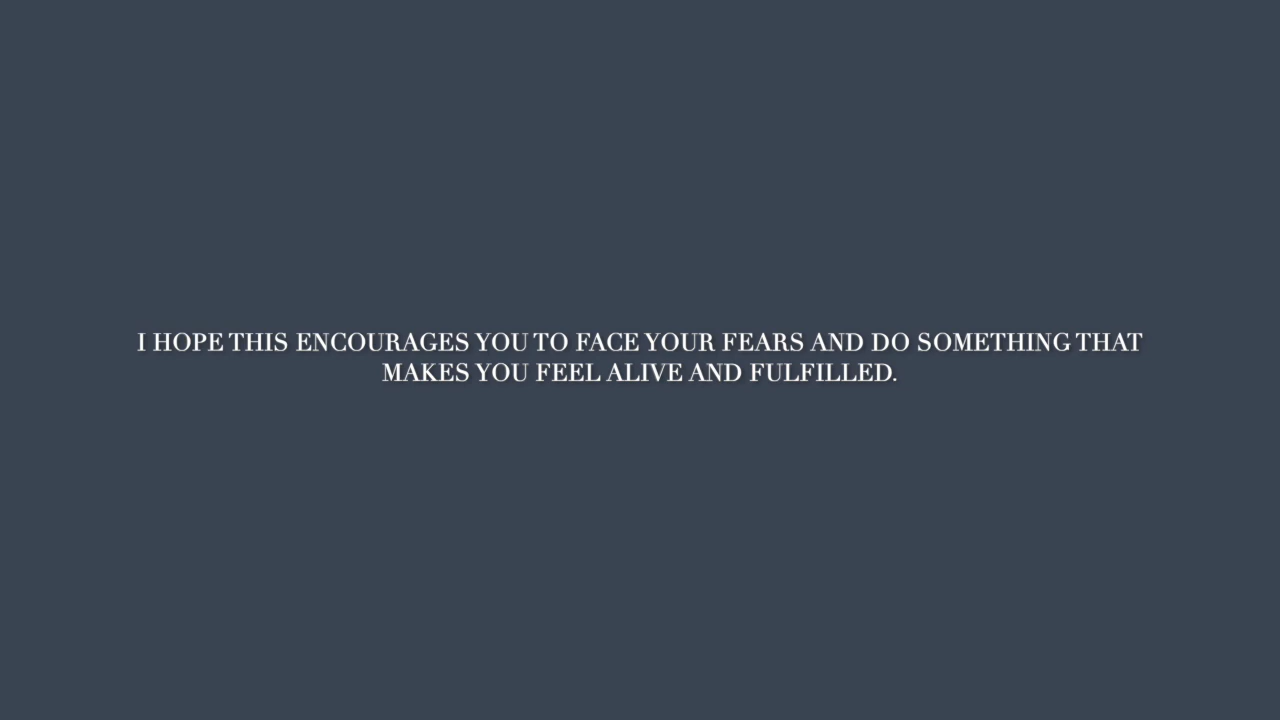 I HOPE THIS ENCOURAGES YOU TO FACE YOUR FEARS AND DO SOMETHING THAT
MAKES YOU FEEL ALIVE AND FULFILLED.